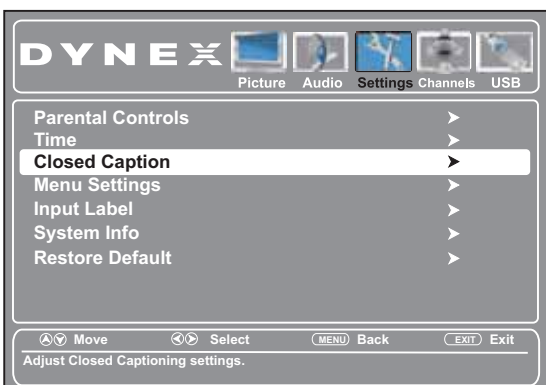 DYNEX
Picture Audio Settings Channels USB
Parental Controls
Time
Closed Caption
Menu Settings
Input Label
System Info
Restore Default
Move Select MENU Back EXIT Exit
Adjust Closed Captioning settings.